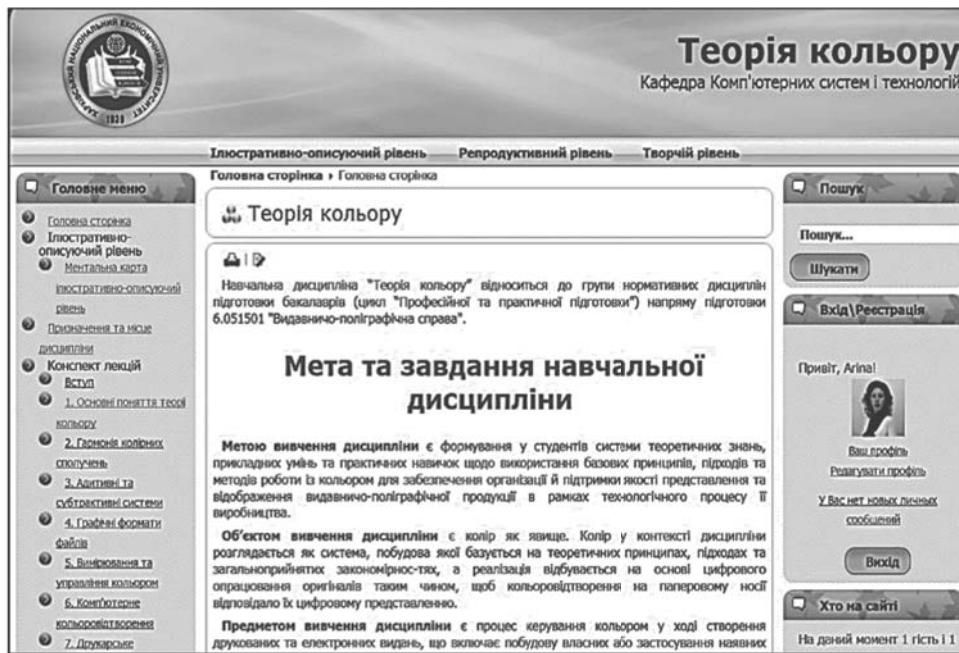 ХАРКІВСЬКИЙ НАЦІОНАЛЬНИЙ ЕКОНОМІЧНИЙ УНІВЕРСИТЕТ
1930
Теорія кольору
Кафедра Комп'ютерних систем і технологій
Ілюстративно-описуючий рівень Репродуктивний рівень Творчій рівень
Головне меню
Головна сторінка
Ілюстративно-
описуючий рівень
Ментальна карта
ілюстративно-описуючий
рівень
Призначення та місце
дисципліни
Конспект лекцій
Вступ
1. Основні поняття теорі
кольору
2. Гармонія колірних
сполучень
3. Адитивні та
субтрактивні системи
4. Графічні формати
файлів
5. Вимірювання та
управління кольором
6. Комп'ютерне
кольоровідтворення
7. Друкарське
Головна сторінка › Головна сторінка
Теорія кольору
Навчальна дисципліна "Теорія кольору" відноситься до групи нормативних дисциплін
підготовки бакалаврів (цикл "Професійної та практичної підготовки") напряму підготовки
6.051501 "Видавничо-поліграфічна справа".
Мета та завдання навчальної
дисципліни
Метою вивчення дисципліни є формування у студентів системи теоретичних знань,
прикладних умінь та практичних навичок щодо використання базових принципів, підходів та
методів роботи із кольором для забезпечення організації й підтримки якості представлення та
відображення видавничо-поліграфічної продукції в рамках технологічного процесу її
виробництва.
Об'єктом вивчення дисципліни є колір як явище. Колір у контексті дисципліни
розглядається як система, побудова якої базується на теоретичних принципах, підходах та
загальноприйнятих закономірнос-тях, а реалізація відбувається на основі цифрового
опрацювання оригіналів таким чином, щоб кольоровідтворення на паперовому носії
відповідало їх цифровому представленню.
Предметом вивчення дисципліни є процес керування кольором у ході створення
друкованих та електронних видань, що включає побудову власних або застосування наявних
Пошук
Пошук...
Шукати
Вхід\Реєстрація
Привіт, Arina!
Ваш профіль
Редагувати профіль
У Вас нет новых личных
сообщений
Вихід
Хто на сайті
На даний момент 1 гість і 1